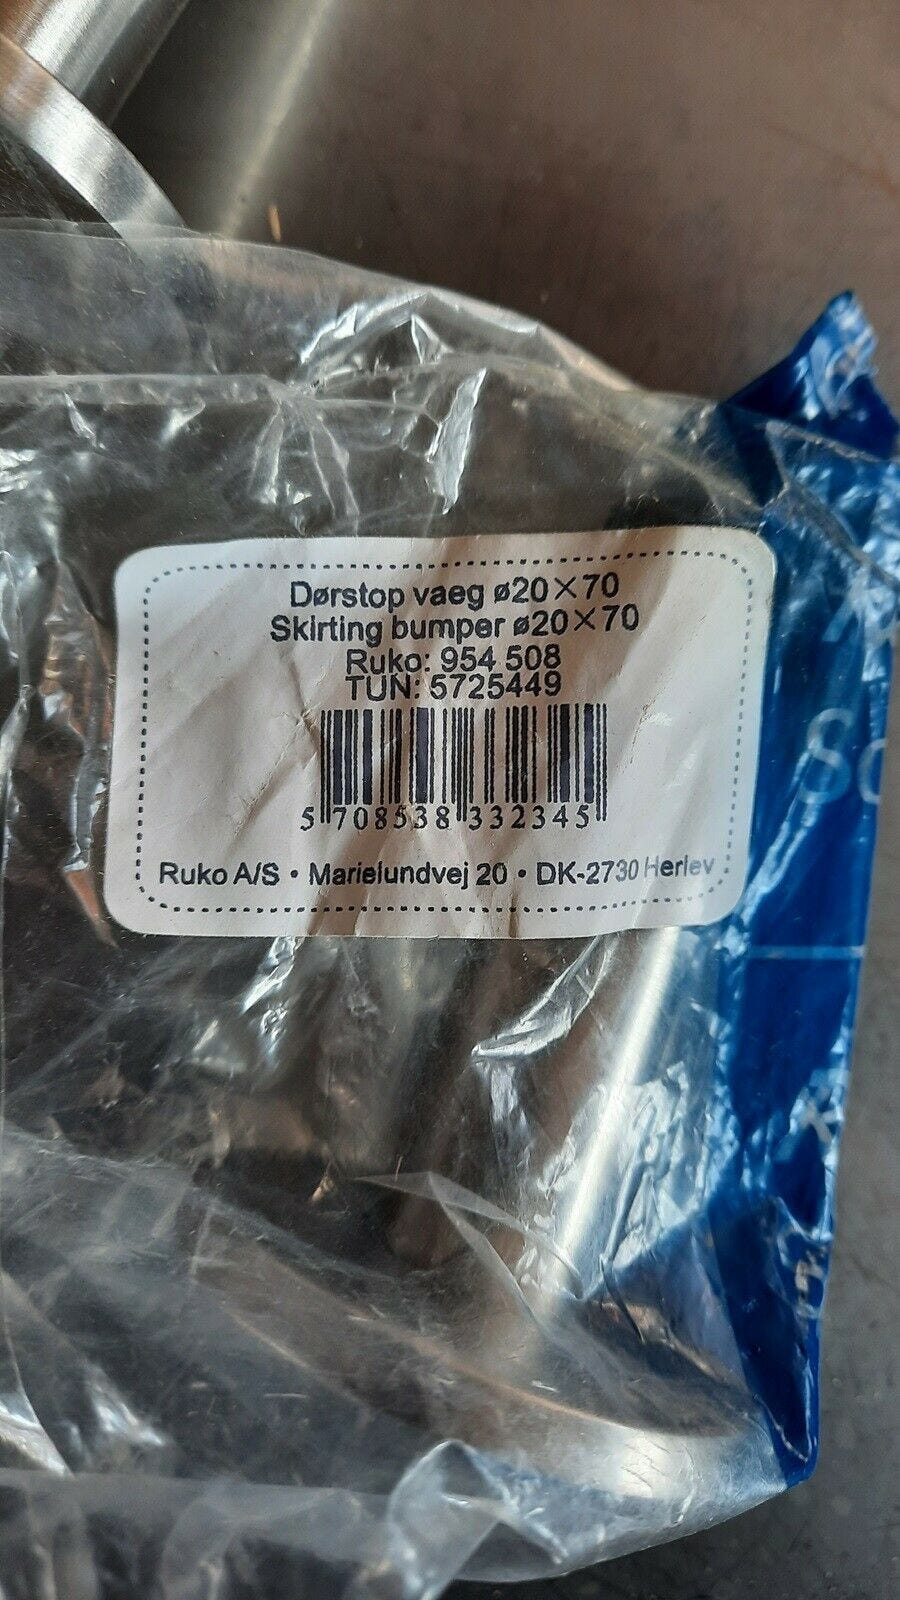 Dørstop vaeg ø20×70
Skirting bumper ø20×70
Ruko: 954 508
TUN: 5725449
5 708538 332345
Ruko A/S • Marielundvej 20 • DK-2730 Herlev